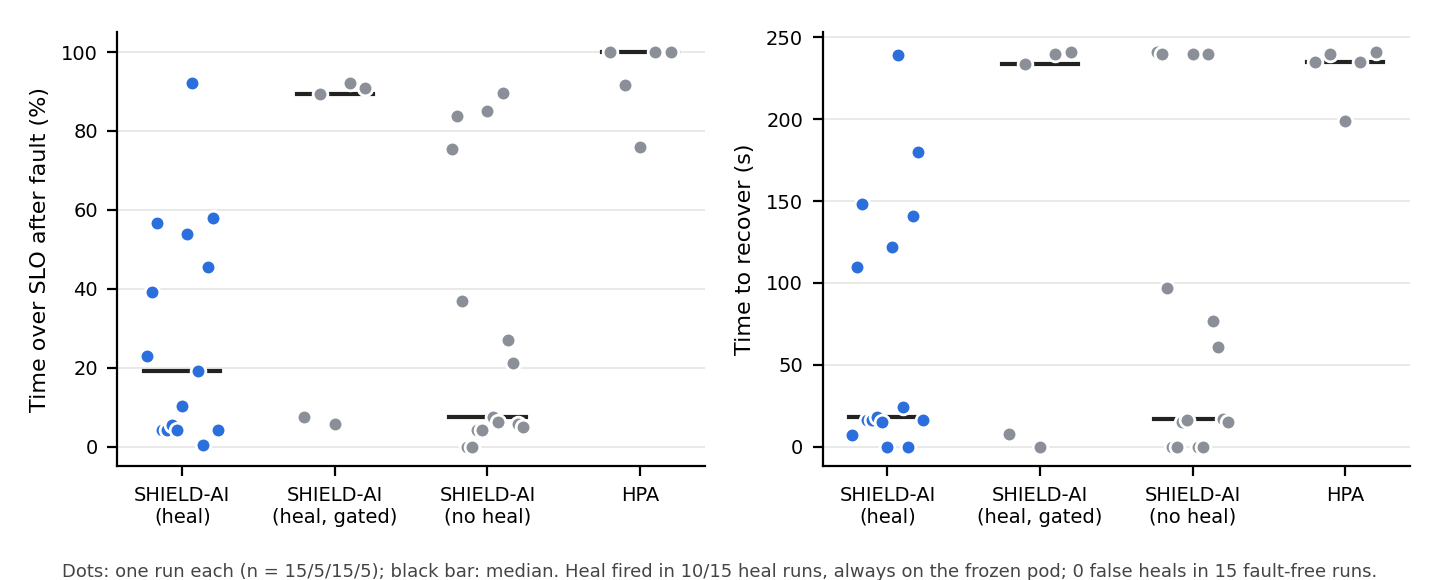 Time over SLO after fault (%)
100
80
60
40
20
0
SHIELD-AI
(heal)
SHIELD-AI
(heal, gated)
SHIELD-AI
(no heal)
HPA
Time to recover (s)
250
200
150
100
50
0
SHIELD-AI
(heal)
SHIELD-AI
(heal, gated)
SHIELD-AI
(no heal)
HPA
Dots: one run each (n = 15/5/15/5); black bar: median. Heal fired in 10/15 heal runs, always on the frozen pod; 0 false heals in 15 fault-free runs.